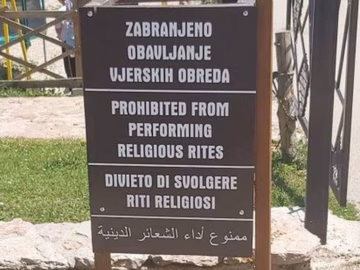 ZABRANJENO
OBAVLJANJE
VJERSKIH OBREDA
PROHIBITED FROM
PERFORMING
RELIGIOUS RITES
DIVIETO DI SVOLGERE
RITI RELIGIOSI
ممنوع أداء الشعائر الدينية